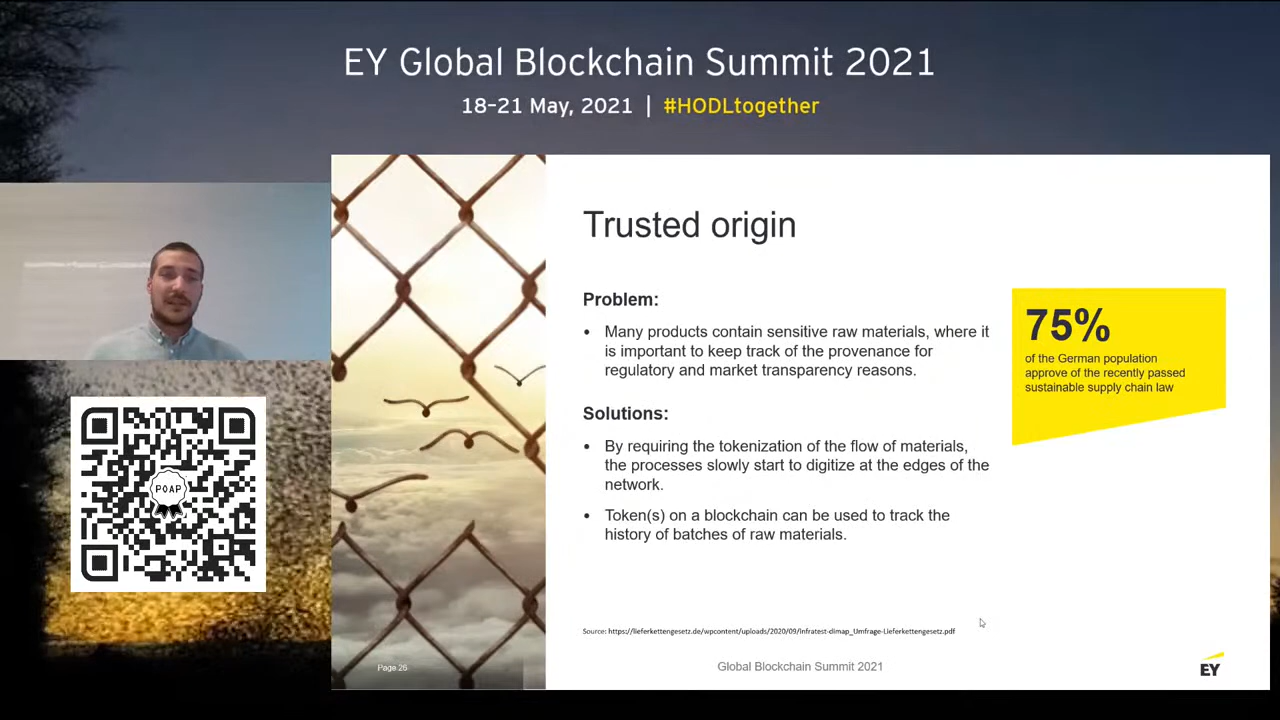 EY Global Blockchain Summit 2021
18–21 May, 2021 | #HODLtogether
Trusted origin
Problem:
• Many products contain sensitive raw materials, where it
is important to keep track of the provenance for
regulatory and market transparency reasons.
Solutions:
• By requiring the tokenization of the flow of materials,
the processes slowly start to digitize at the edges of the
network.
• Token(s) on a blockchain can be used to track the
history of batches of raw materials.
75%
of the German population
approve of the recently passed
sustainable supply chain law
POAP
Source: https://lieferkettengesetz.de/wpcontent/uploads/2020/09/infratest-dimap_Umfrage-Lieferkettengesetz.pdf
Page 26
Global Blockchain Summit 2021
EY